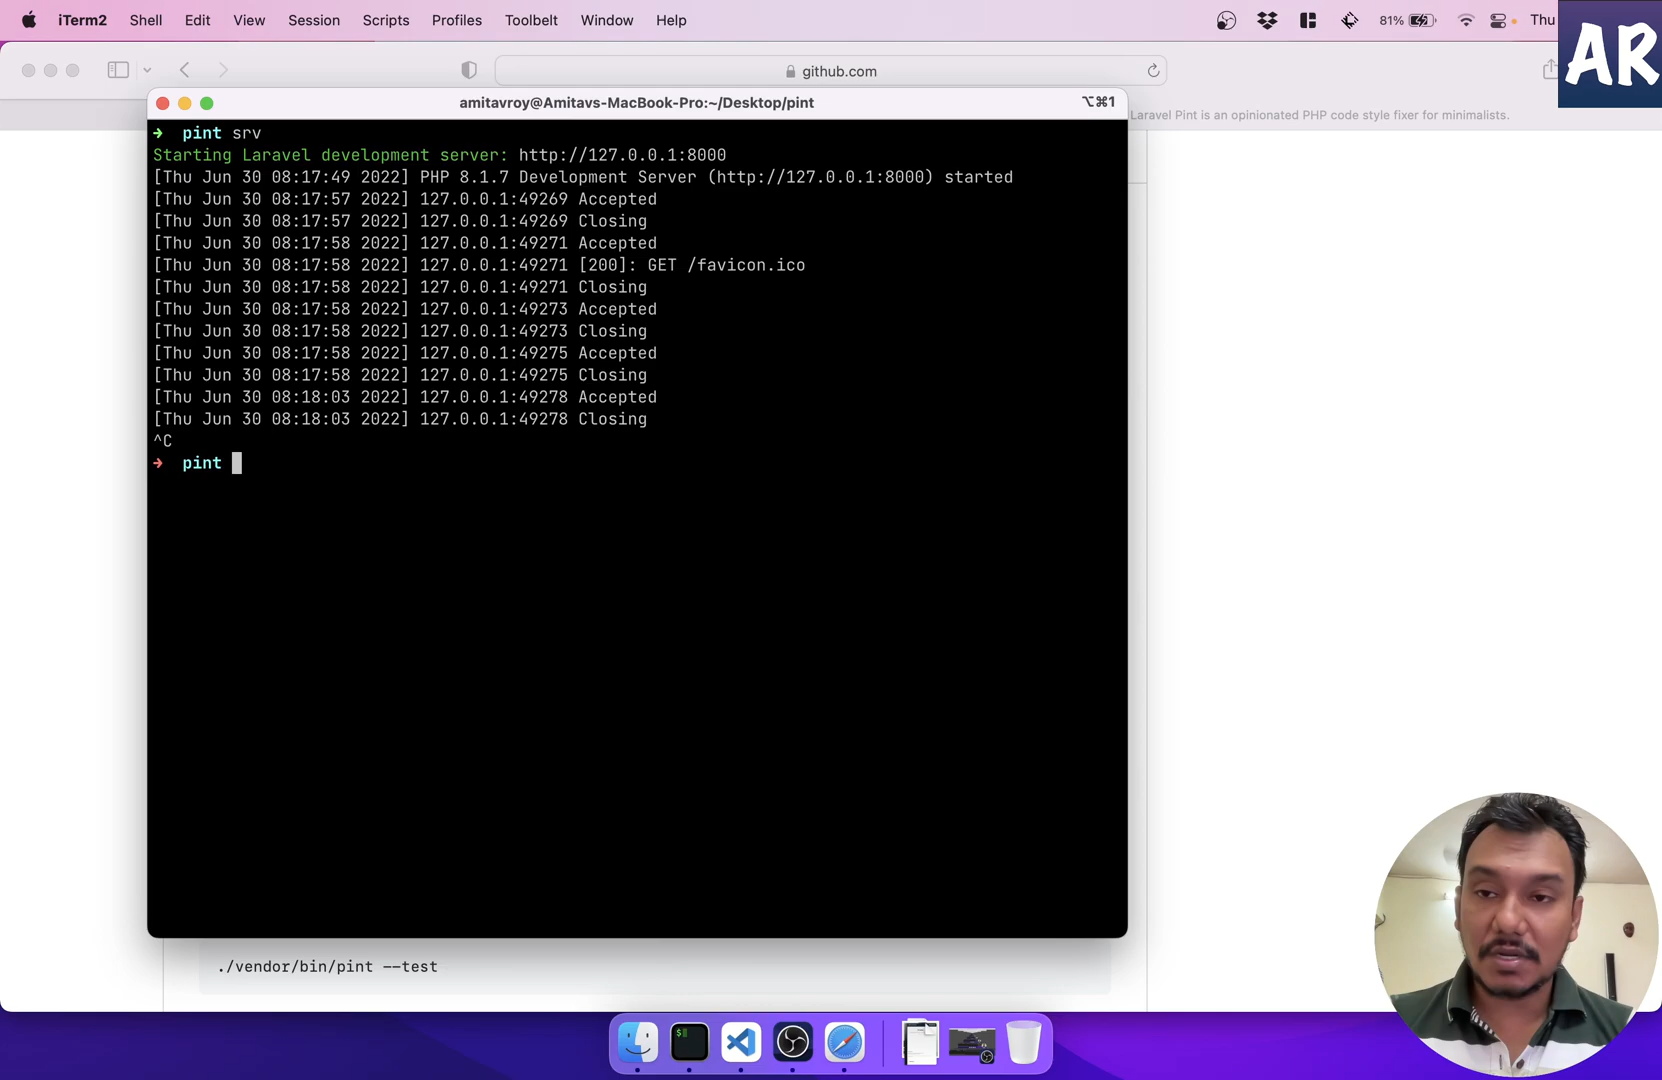 iTerm2 Shell Edit View Session Scripts Profiles Toolbelt Window Help 81% Thu
AR
github.com
Laravel Pint is an opinionated PHP code style fixer for minimalists.
amitavroy@Amitavs-MacBook-Pro:~/Desktop/pint ⌥⌘1
➜ pint srv
Starting Laravel development server: http://127.0.0.1:8000
[Thu Jun 30 08:17:49 2022] PHP 8.1.7 Development Server (http://127.0.0.1:8000) started
[Thu Jun 30 08:17:57 2022] 127.0.0.1:49269 Accepted
[Thu Jun 30 08:17:57 2022] 127.0.0.1:49269 Closing
[Thu Jun 30 08:17:58 2022] 127.0.0.1:49271 Accepted
[Thu Jun 30 08:17:58 2022] 127.0.0.1:49271 [200]: GET /favicon.ico
[Thu Jun 30 08:17:58 2022] 127.0.0.1:49271 Closing
[Thu Jun 30 08:17:58 2022] 127.0.0.1:49273 Accepted
[Thu Jun 30 08:17:58 2022] 127.0.0.1:49273 Closing
[Thu Jun 30 08:17:58 2022] 127.0.0.1:49275 Accepted
[Thu Jun 30 08:17:58 2022] 127.0.0.1:49275 Closing
[Thu Jun 30 08:18:03 2022] 127.0.0.1:49278 Accepted
[Thu Jun 30 08:18:03 2022] 127.0.0.1:49278 Closing
^C
➜ pint
./vendor/bin/pint --test